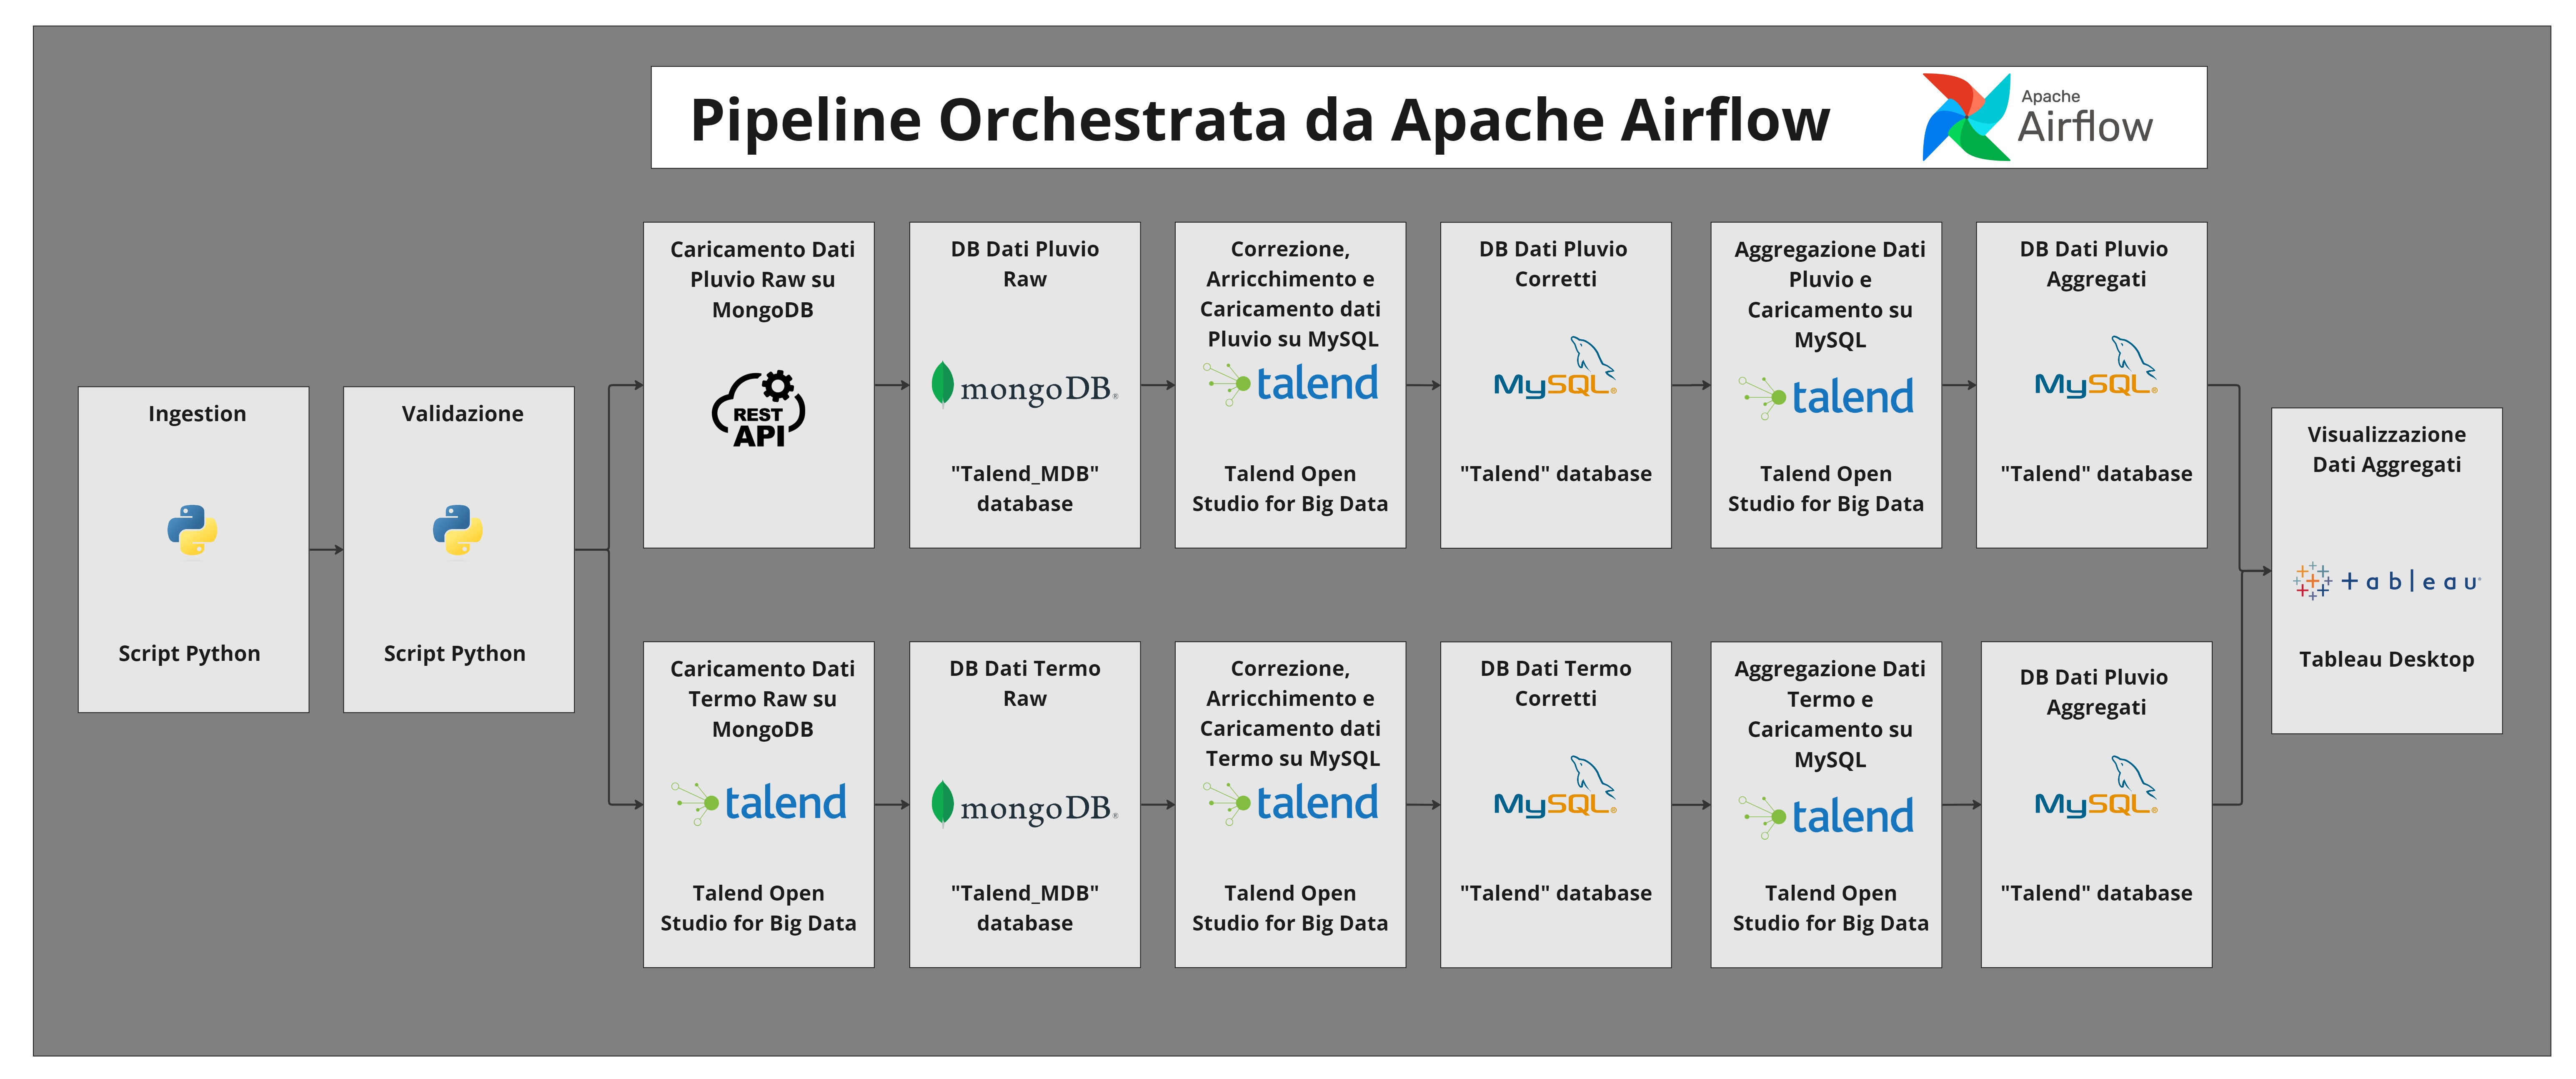 Pipeline Orchestrata da Apache Airflow
Apache
Airflow
Ingestion
Script Python
Validazione
Script Python
Caricamento Dati
Pluvio Raw su
MongoDB
REST
API
DB Dati Pluvio
Raw
mongoDB®
"Talend_MDB"
database
Correzione,
Arricchimento e
Caricamento dati
Pluvio su MySQL
talend
Talend Open
Studio for Big Data
DB Dati Pluvio
Corretti
MySQL®
"Talend" database
Aggregazione Dati
Pluvio e
Caricamento su
MySQL
talend
Talend Open
Studio for Big Data
DB Dati Pluvio
Aggregati
MySQL®
"Talend" database
Caricamento Dati
Termo Raw su
MongoDB
talend
Talend Open
Studio for Big Data
DB Dati Termo
Raw
mongoDB®
"Talend_MDB"
database
Correzione,
Arricchimento e
Caricamento dati
Termo su MySQL
talend
Talend Open
Studio for Big Data
DB Dati Termo
Corretti
MySQL®
"Talend" database
Aggregazione Dati
Termo e
Caricamento su
MySQL
talend
Talend Open
Studio for Big Data
DB Dati Pluvio
Aggregati
MySQL®
"Talend" database
Visualizzazione
Dati Aggregati
+ableau®
Tableau Desktop